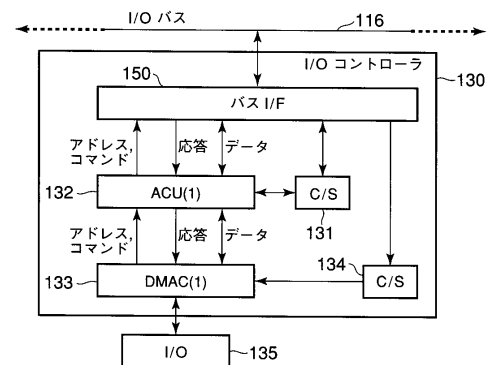 I/O バス
116
I/O コントローラ
130
150
バス I/F
アドレス,
コマンド
応答
データ
132
ACU(1)
C/S
131
アドレス,
コマンド
応答
データ
134
133
DMAC(1)
C/S
I/O
135